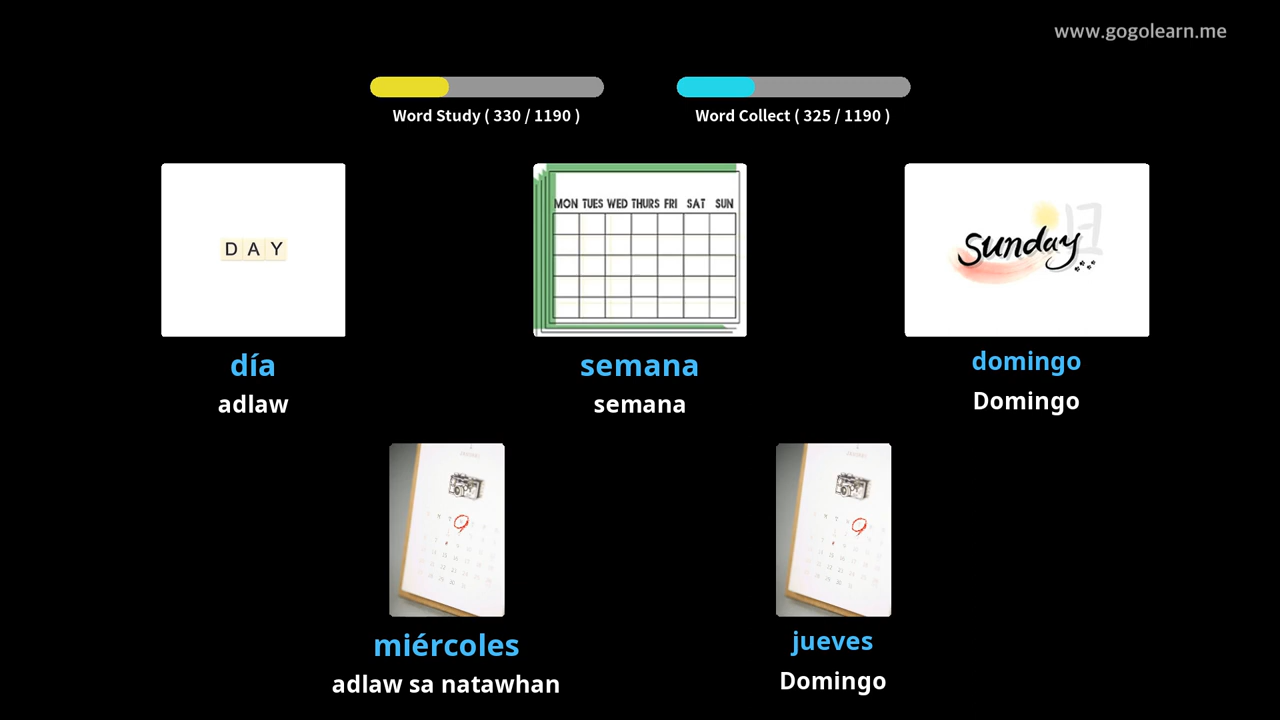 www.gogolearn.me
Word Study ( 330 / 1190 )
Word Collect ( 325 / 1190 )
DAY
MON TUES WED THURS FRI SAT SUN
Sunday
日
día
adlaw
semana
semana
domingo
Domingo
miércoles
adlaw sa natawhan
jueves
Domingo